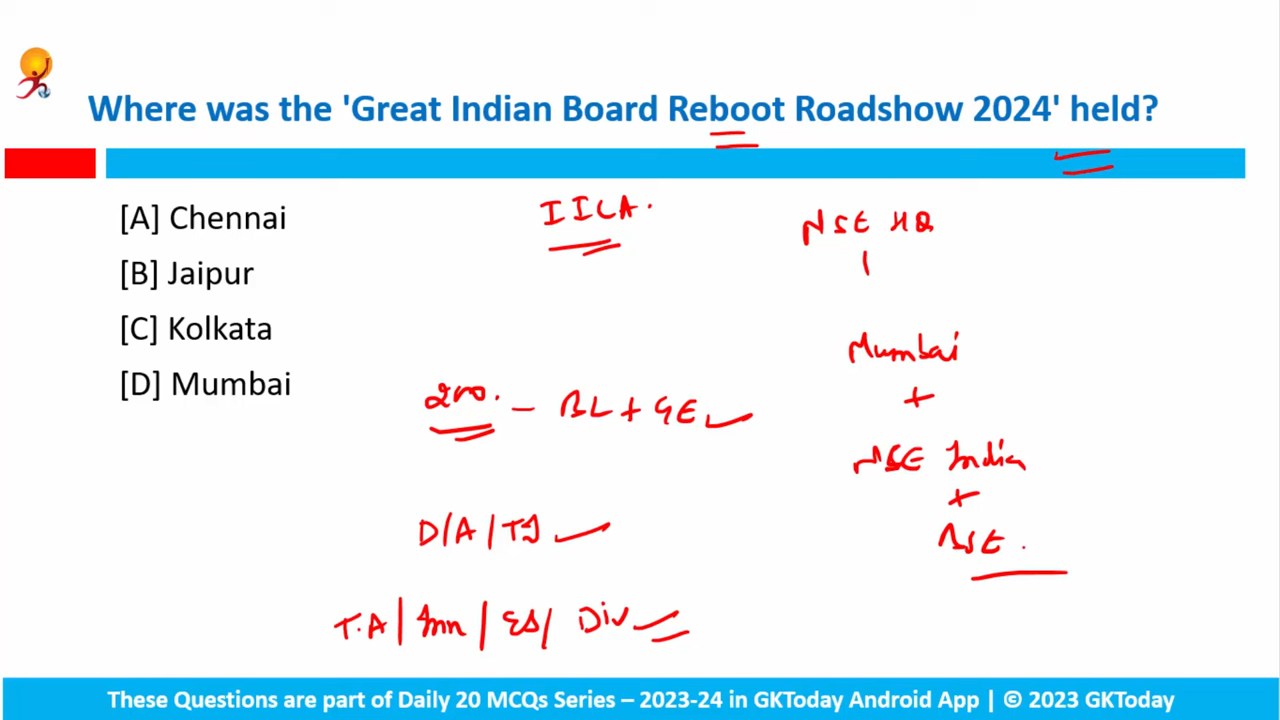 Where was the 'Great Indian Board Reboot Roadshow 2024' held?
[A] Chennai
[B] Jaipur
[C] Kolkata
[D] Mumbai
IICA.
NSE HQ
Mumbai
+
NSE India
+
BSE.
200. – BL + GE
D/A/TJ
T.A / Inn / ES / Div
These Questions are part of Daily 20 MCQs Series – 2023-24 in GKToday Android App | © 2023 GKToday